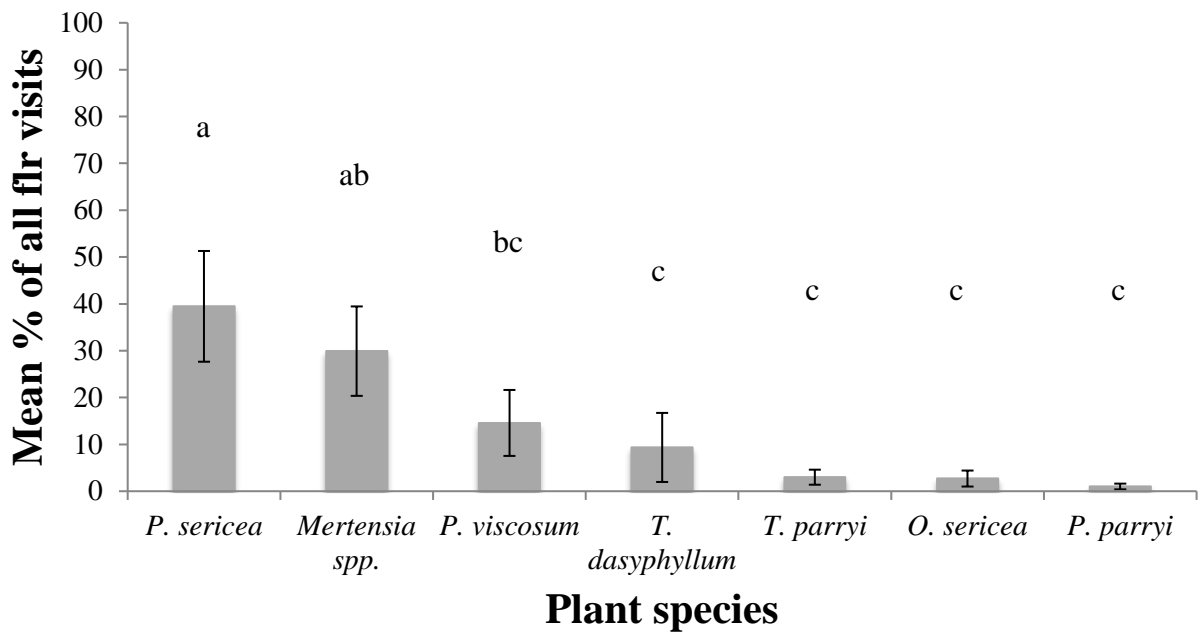 Mean % of all flr visits
100
90
80
70
60
50
40
30
20
10
0
a
ab
bc
c
c
c
c
P. sericea
Mertensia
spp.
P. viscosum
T.
dasyphyllum
T. parryi
O. sericea
P. parryi
Plant species